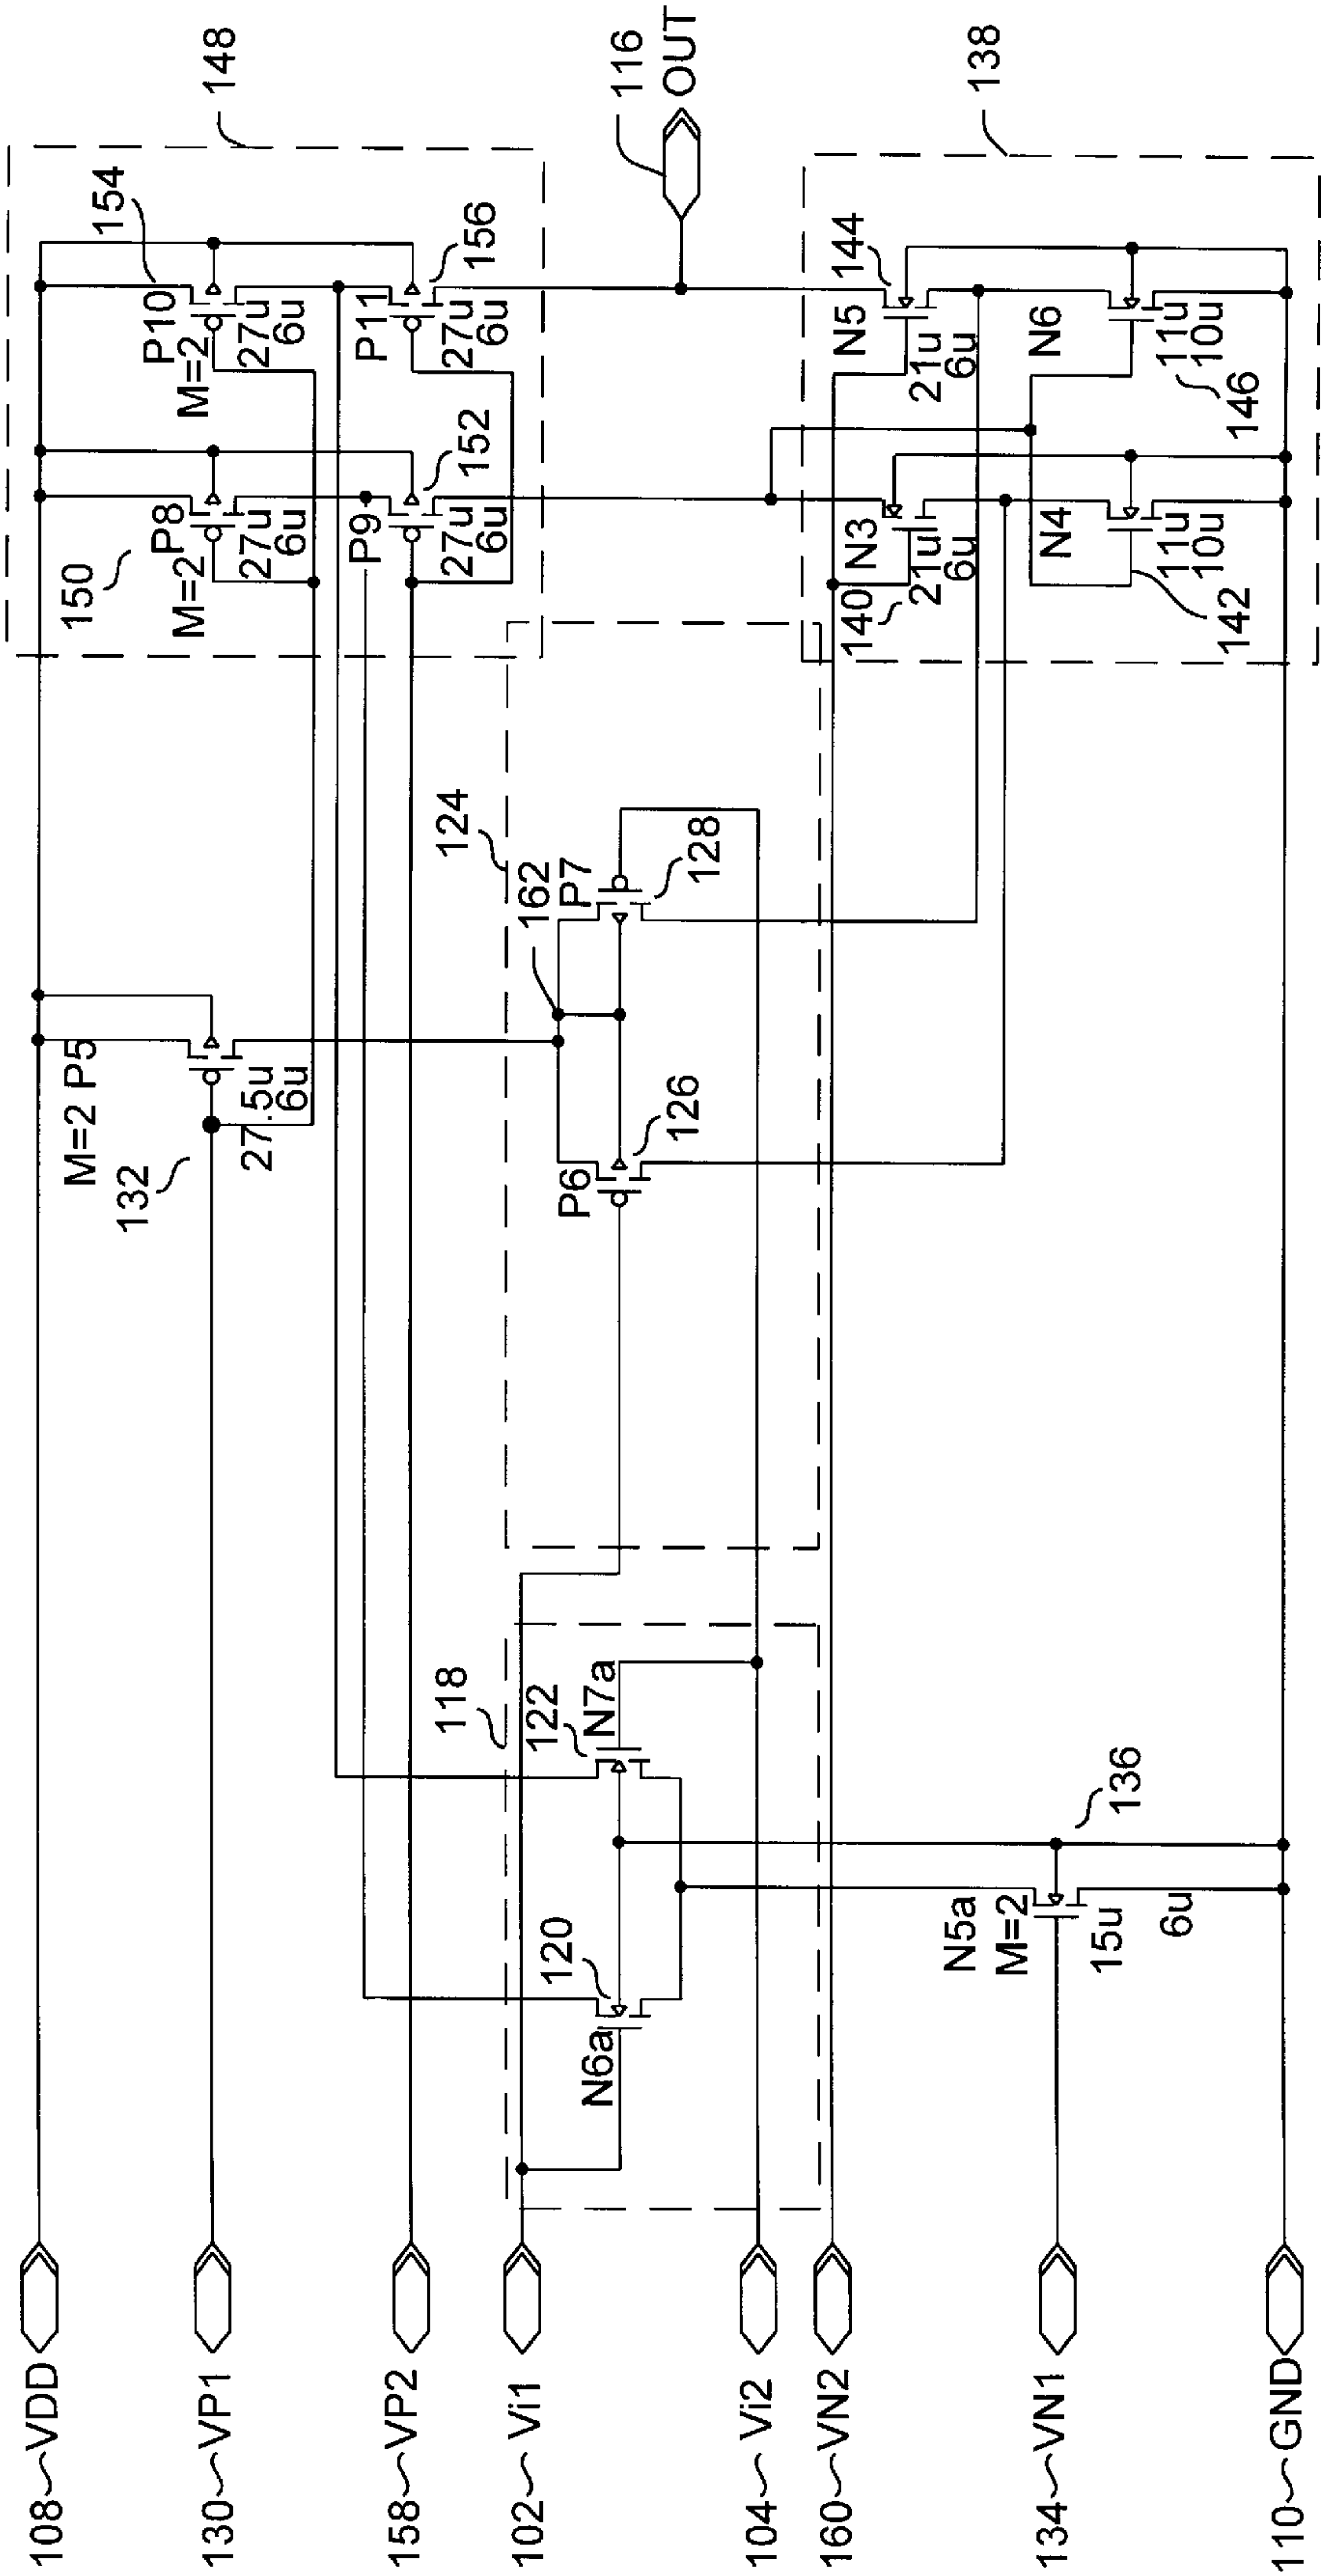 108 VDD
130 VP1
158 VP2
102 Vi1
104 Vi2
160 VN2
134 VN1
110 GND
132
M=2 P5
27.5u
6u
150
M=2
P8
27u
6u
M=2
P10
154
27u
6u
148
P9
27u
6u
152
P11
27u
6u
156
118
N6a
120
122
N7a
124
P6
126
162
P7
128
116
OUT
N5a
M=2
15u
6u
136
140
N3
21u
6u
N5
144
21u
6u
138
142
N4
11u
10u
N6
11u
10u
146